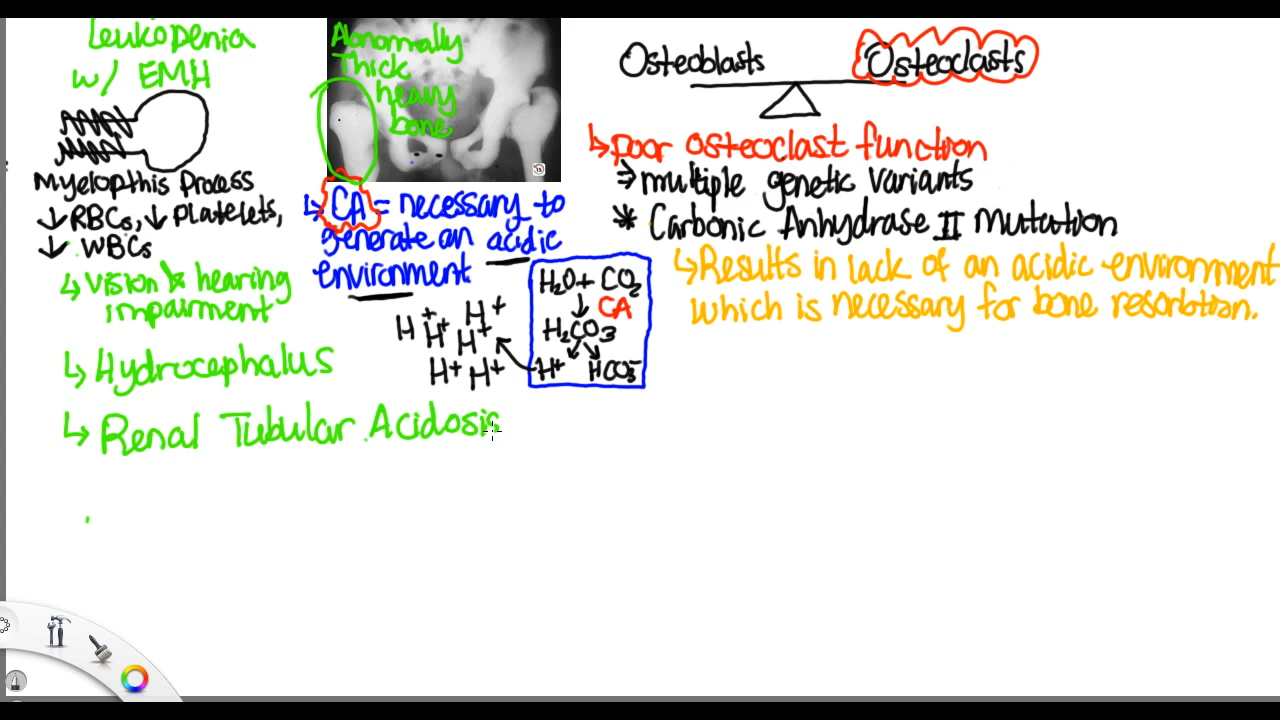 Leukopenia
w/ EMH
Myelopthis Process
↓ RBCs, ↓ Platelets,
↓ WBCs
↳ Vision & hearing
impairment
↳ Hydrocephalus
↳ Renal Tubular Acidosis
Abnormally
Thick
heavy
bone
↳ CA = necessary to
generate an acidic
environment
H₂O + CO₂
↓ CA
H₂CO₃
H⁺ HCO₃⁻
H⁺ H⁺
H⁺ H⁺
H⁺ H⁺
Osteoblasts Osteoclasts
↳ poor osteoclast function
⇒ multiple genetic variants
* Carbonic Anhydrase II Mutation
↳ Results in lack of an acidic environment
which is necessary for bone resorbtion.